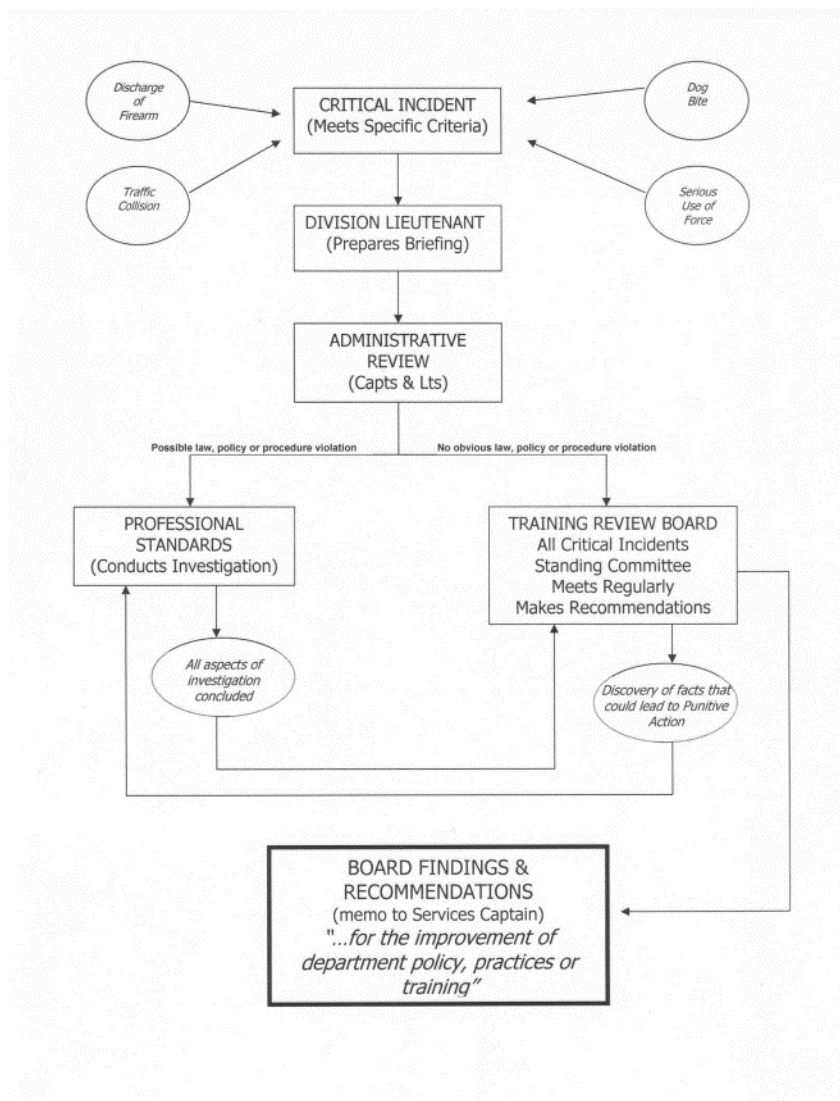 Discharge
of
Firearm
Dog
Bite
CRITICAL INCIDENT
(Meets Specific Criteria)
Traffic
Collision
Serious
Use of
Force
DIVISION LIEUTENANT
(Prepares Briefing)
ADMINISTRATIVE
REVIEW
(Capts & Lts)
Possible law, policy or procedure violation
No obvious law, policy or procedure violation
PROFESSIONAL
STANDARDS
(Conducts Investigation)
TRAINING REVIEW BOARD
All Critical Incidents
Standing Committee
Meets Regularly
Makes Recommendations
All aspects of
investigation
concluded
Discovery of facts that
could lead to Punitive
Action
BOARD FINDINGS &
RECOMMENDATIONS
(memo to Services Captain)
"...for the improvement of
department policy, practices or
training"